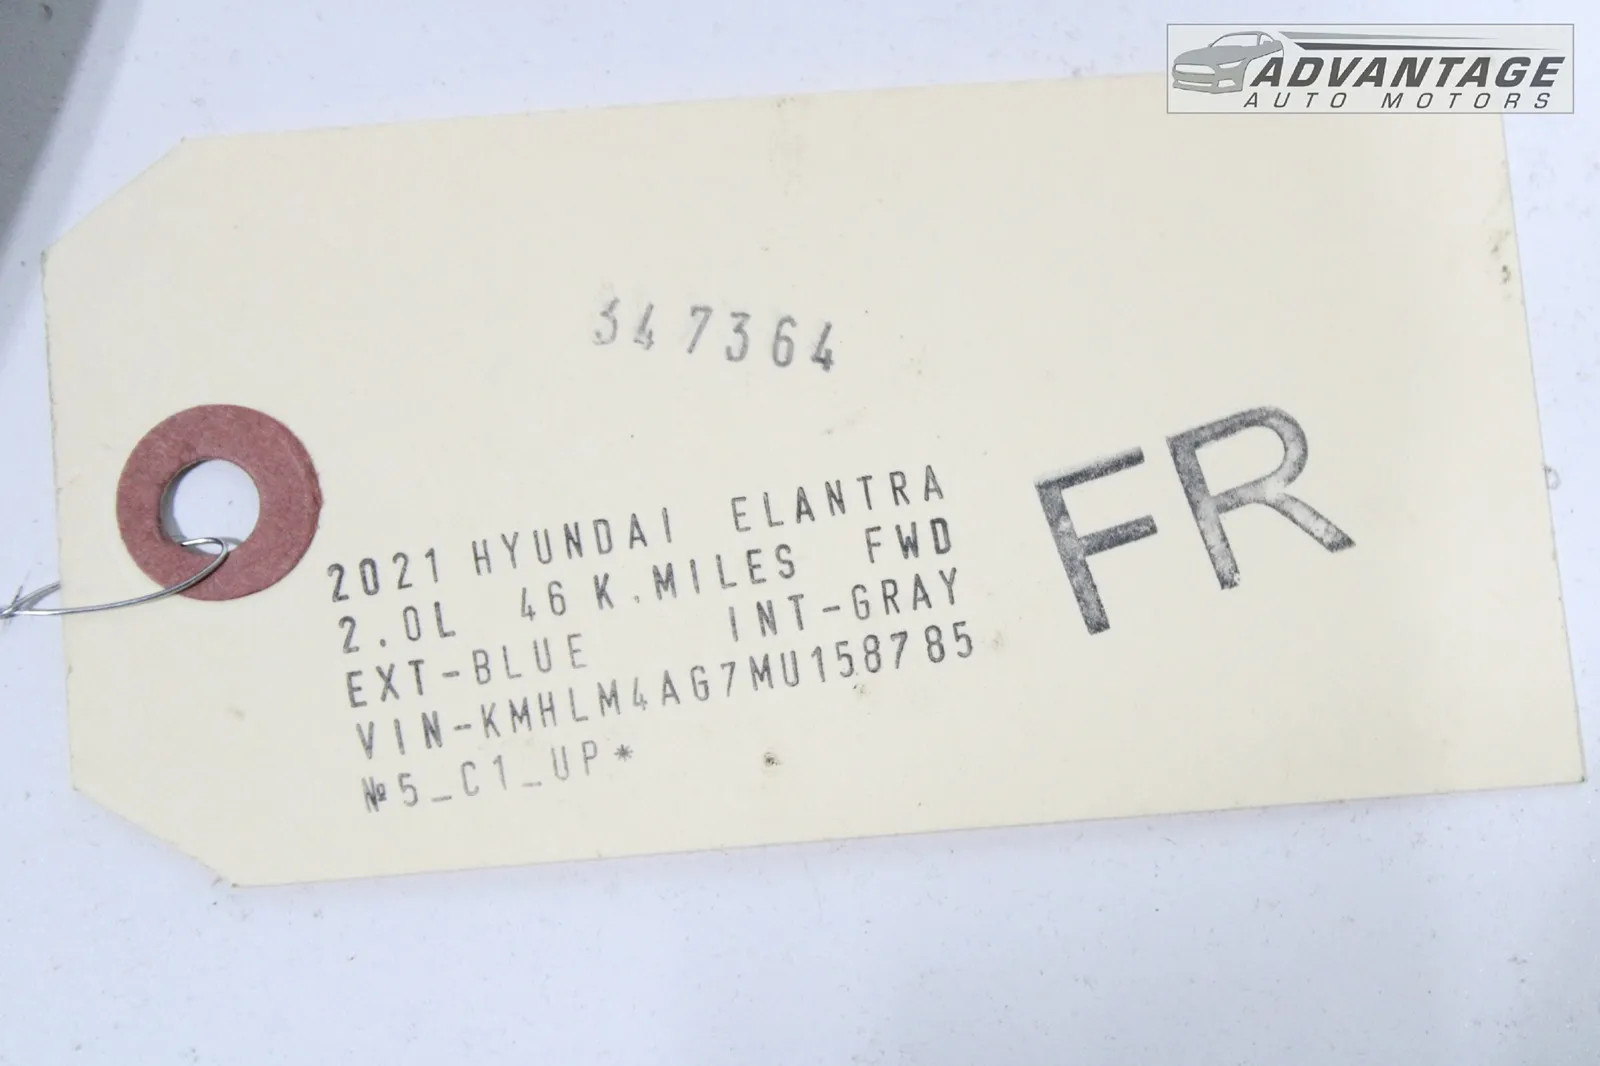 ADVANTAGE
AUTO MOTORS
347364
2021 HYUNDAI ELANTRA
2.0L 46 K.MILES FWD
EXT-BLUE INT-GRAY
VIN-KMHLM4AG7MU158785
№5_C1_UP*
FR